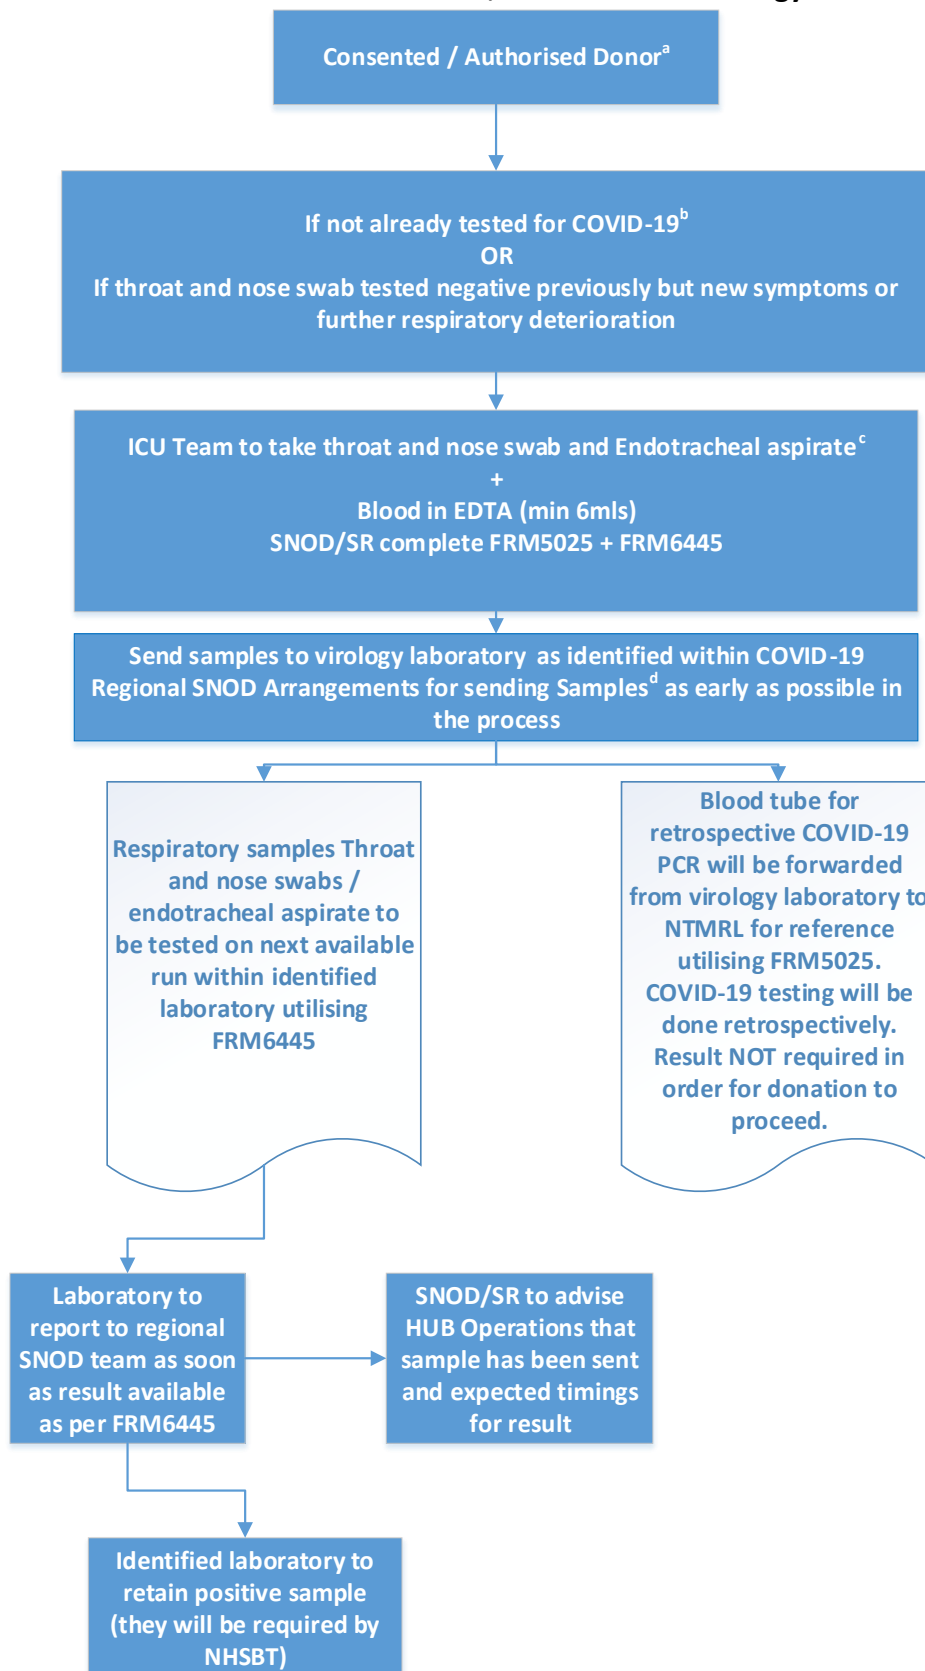 Consented / Authorised Donorᵃ
If not already tested for COVID-19ᵇ
OR
If throat and nose swab tested negative previously but new symptoms or
further respiratory deterioration
ICU Team to take throat and nose swab and Endotracheal aspirateᶜ
+
Blood in EDTA (min 6mls)
SNOD/SR complete FRM5025 + FRM6445
Send samples to virology laboratory as identified within COVID-19
Regional SNOD Arrangements for sending Samplesᵈ as early as possible in
the process
Respiratory samples Throat
and nose swabs /
endotracheal aspirate to
be tested on next available
run within identified
laboratory utilising
FRM6445
Blood tube for
retrospective COVID-19
PCR will be forwarded
from virology laboratory to
NTMRL for reference
utilising FRM5025.
COVID-19 testing will be
done retrospectively.
Result NOT required in
order for donation to
proceed.
Laboratory to
report to regional
SNOD team as soon
as result available
as per FRM6445
SNOD/SR to advise
HUB Operations that
sample has been sent
and expected timings
for result
Identified laboratory to
retain positive sample
(they will be required by
NHSBT)